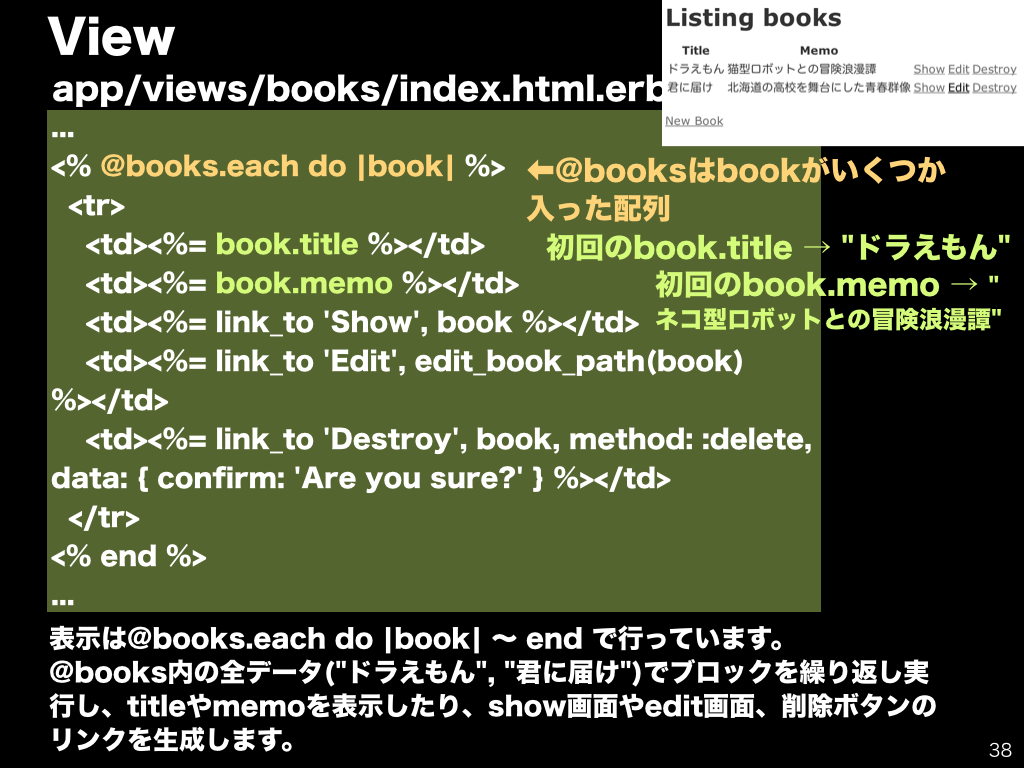 View
app/views/books/index.html.erb
Listing books
Title Memo
ドラえもん 猫型ロボットとの冒険浪漫譚 Show Edit Destroy
君に届け 北海道の高校を舞台にした青春群像 Show Edit Destroy
New Book
...
<% @books.each do |book| %>
←@booksはbookがいくつか
入った配列
<tr>
<td><%= book.title %></td>
初回のbook.title → "ドラえもん"
<td><%= book.memo %></td>
初回のbook.memo → "
ネコ型ロボットとの冒険浪漫譚"
<td><%= link_to 'Show', book %></td>
<td><%= link_to 'Edit', edit_book_path(book)
%></td>
<td><%= link_to 'Destroy', book, method: :delete,
data: { confirm: 'Are you sure?' } %></td>
</tr>
<% end %>
...
表示は@books.each do |book| 〜 end で行っています。
@books内の全データ("ドラえもん", "君に届け")でブロックを繰り返し実
行し、titleやmemoを表示したり、show画面やedit画面、削除ボタンの
リンクを生成します。
38